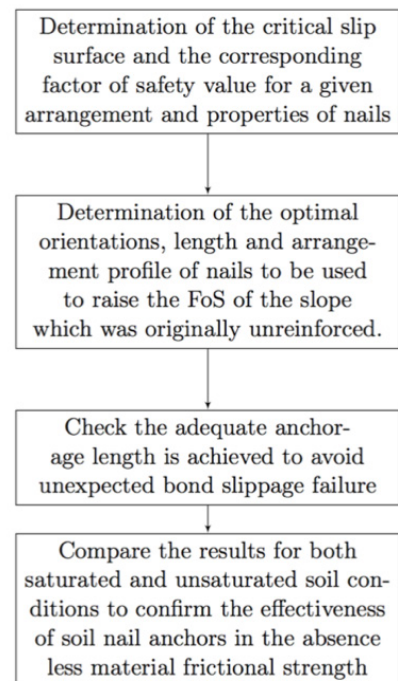 Determination of the critical slip
surface and the corresponding
factor of safety value for a given
arrangement and properties of nails
Determination of the optimal
orientations, length and arrange-
ment profile of nails to be used
to raise the FoS of the slope
which was originally unreinforced.
Check the adequate anchor-
age length is achieved to avoid
unexpected bond slippage failure
Compare the results for both
saturated and unsaturated soil con-
ditions to confirm the effectiveness
of soil nail anchors in the absence
less material frictional strength